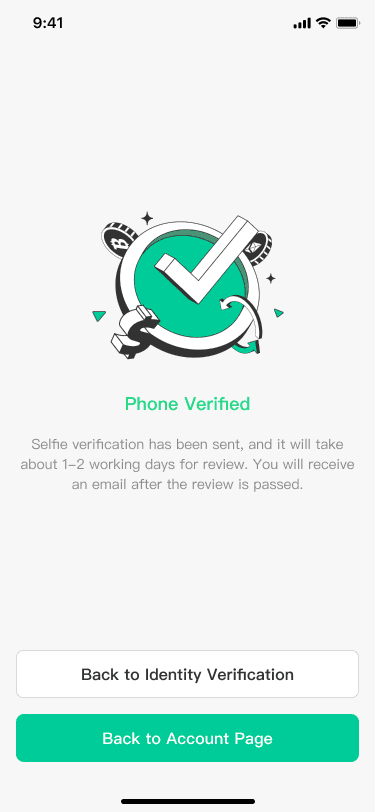 9:41
Phone Verified
Selfie verification has been sent, and it will take
about 1–2 working days for review. You will receive
an email after the review is passed.
Back to Identity Verification
Back to Account Page